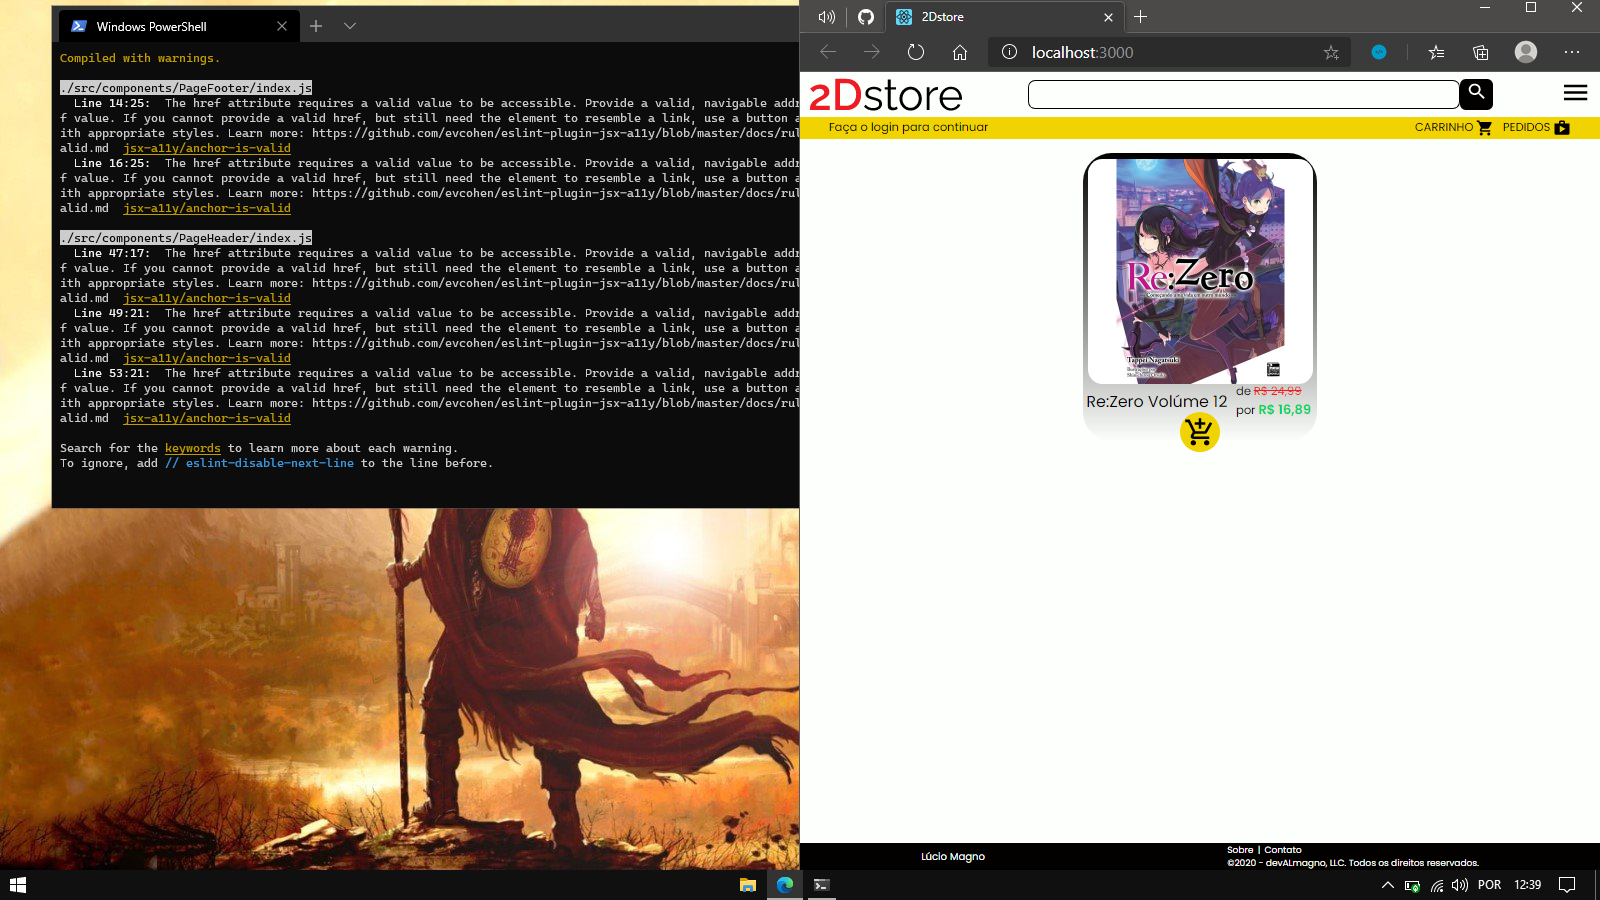 Windows PowerShell
Compiled with warnings.
./src/components/PageFooter/index.js
Line 14:25:  The href attribute requires a valid value to be accessible. Provide a valid, navigable addr
f value. If you cannot provide a valid href, but still need the element to resemble a link, use a button a
ith appropriate styles. Learn more: https://github.com/evcohen/eslint-plugin-jsx-a11y/blob/master/docs/rul
alid.md  jsx-a11y/anchor-is-valid
Line 16:25:  The href attribute requires a valid value to be accessible. Provide a valid, navigable addr
f value. If you cannot provide a valid href, but still need the element to resemble a link, use a button a
ith appropriate styles. Learn more: https://github.com/evcohen/eslint-plugin-jsx-a11y/blob/master/docs/rul
alid.md  jsx-a11y/anchor-is-valid
./src/components/PageHeader/index.js
Line 47:17:  The href attribute requires a valid value to be accessible. Provide a valid, navigable addr
f value. If you cannot provide a valid href, but still need the element to resemble a link, use a button a
ith appropriate styles. Learn more: https://github.com/evcohen/eslint-plugin-jsx-a11y/blob/master/docs/rul
alid.md  jsx-a11y/anchor-is-valid
Line 49:21:  The href attribute requires a valid value to be accessible. Provide a valid, navigable addr
f value. If you cannot provide a valid href, but still need the element to resemble a link, use a button a
ith appropriate styles. Learn more: https://github.com/evcohen/eslint-plugin-jsx-a11y/blob/master/docs/rul
alid.md  jsx-a11y/anchor-is-valid
Line 53:21:  The href attribute requires a valid value to be accessible. Provide a valid, navigable addr
f value. If you cannot provide a valid href, but still need the element to resemble a link, use a button a
ith appropriate styles. Learn more: https://github.com/evcohen/eslint-plugin-jsx-a11y/blob/master/docs/rul
alid.md  jsx-a11y/anchor-is-valid
Search for the keywords to learn more about each warning.
To ignore, add // eslint-disable-next-line to the line before.
2Dstore
localhost:3000
2Dstore
Faça o login para continuar
CARRINHO
PEDIDOS
Re:Zero
Começando uma vida em outro mundo
Tappei Nagatsuki
Re:Zero Volúme 12
de R$ 24,99
por R$ 16,89
Lúcio Magno
Sobre | Contato
©2020 - devALmagno, LLC. Todos os direitos reservados.
POR
12:39